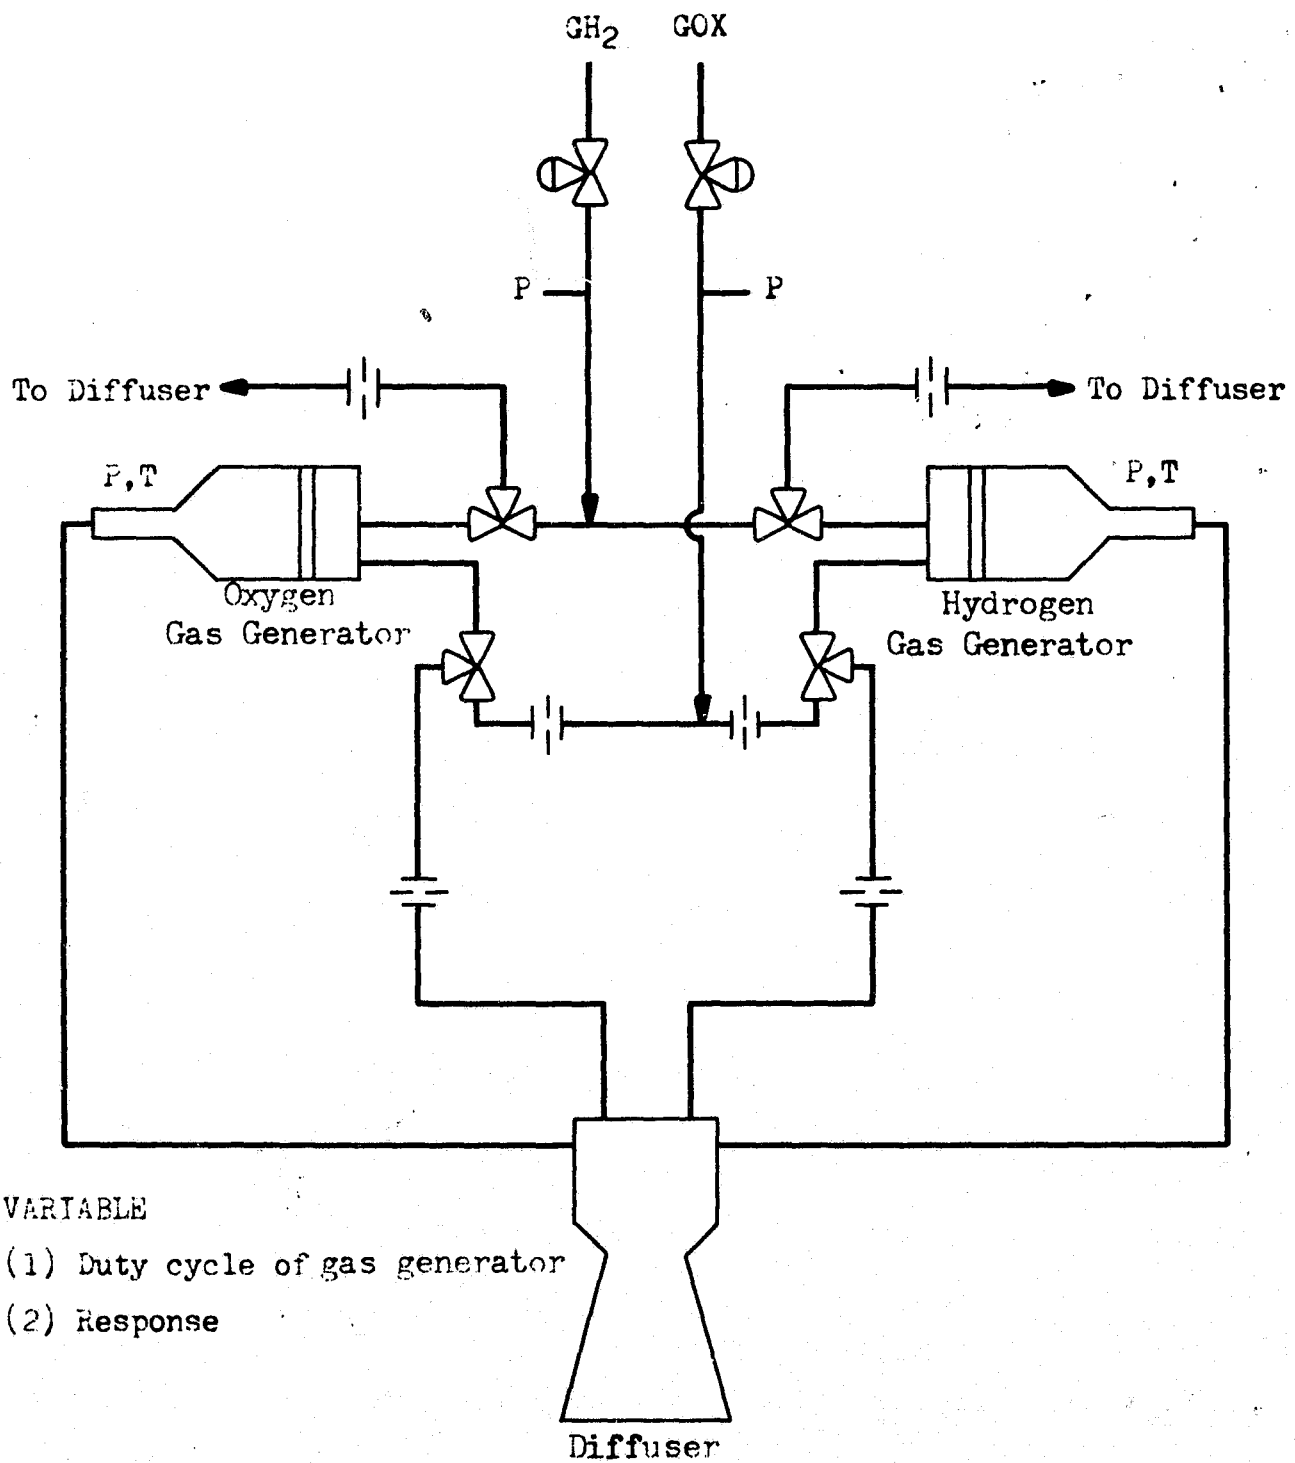 GH₂ GOX
P P
To Diffuser To Diffuser
P,T P,T
Oxygen
Gas Generator
Hydrogen
Gas Generator
VARIABLE
(1) Duty cycle of gas generator
(2) Response
Diffuser